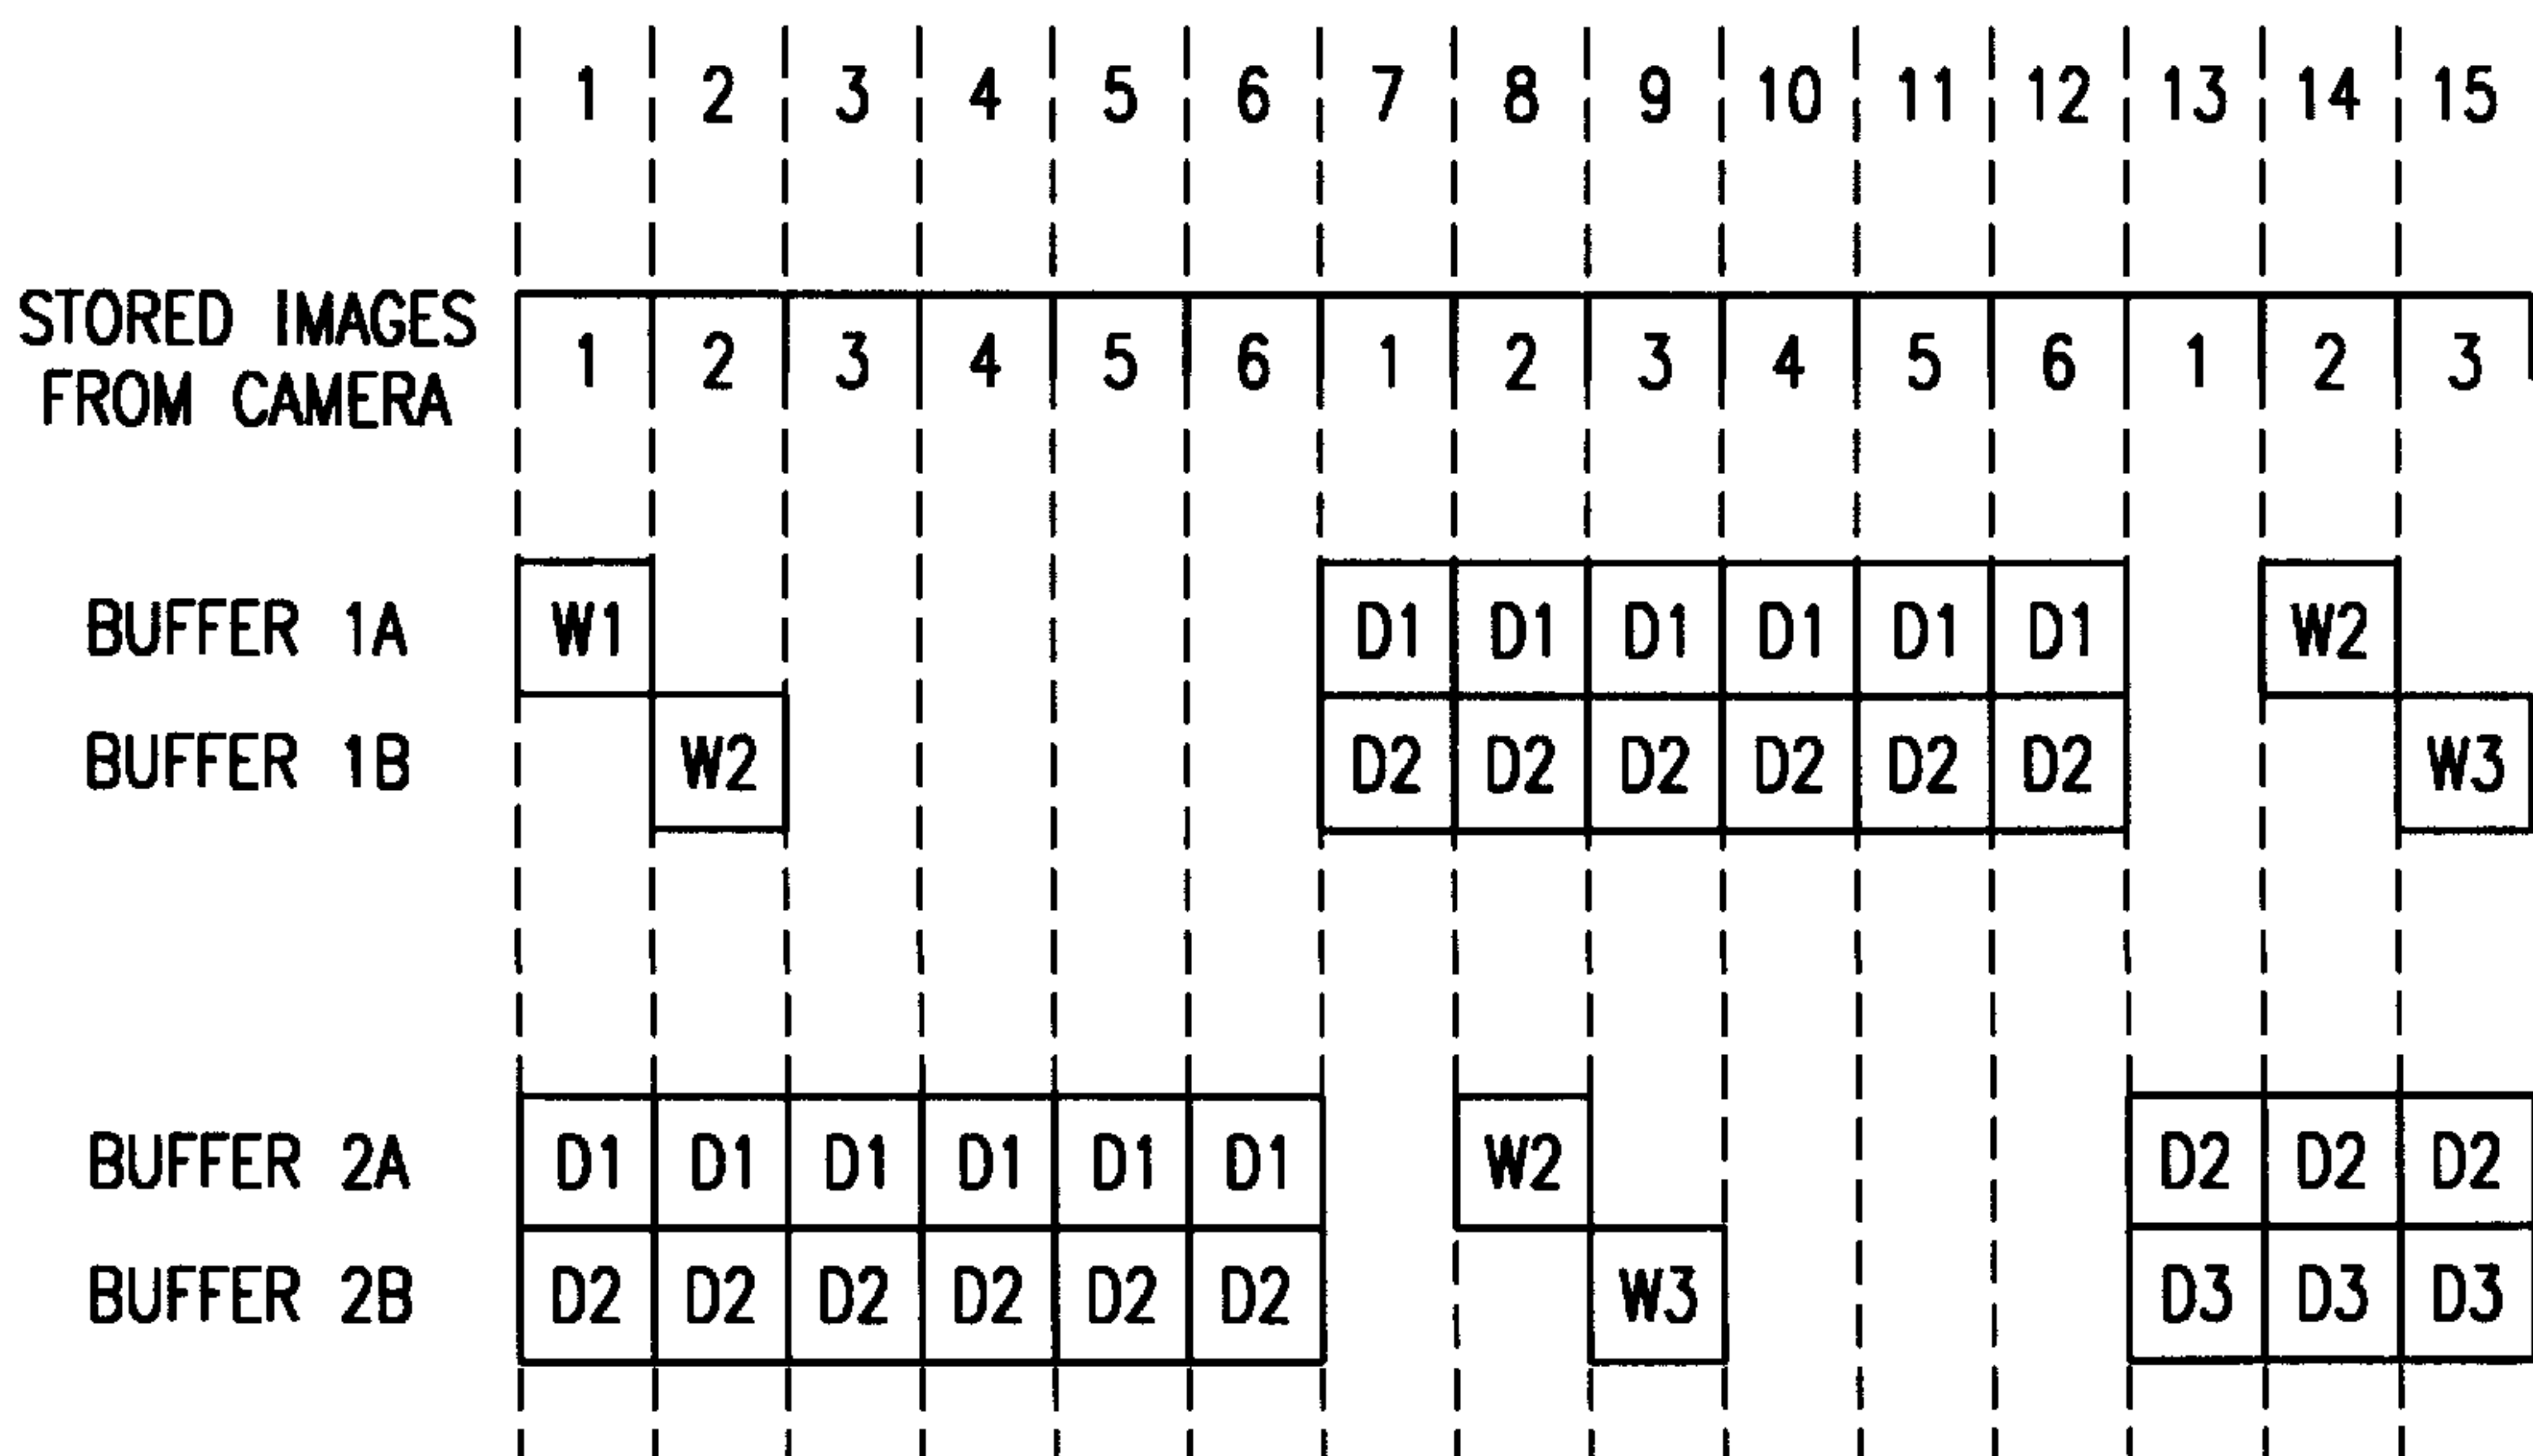 1 2 3 4 5 6 7 8 9 10 11 12 13 14 15
STORED IMAGES
FROM CAMERA
1 2 3 4 5 6 1 2 3 4 5 6 1 2 3
BUFFER 1A W1 D1 D1 D1 D1 D1 D1 W2
BUFFER 1B W2 D2 D2 D2 D2 D2 D2 W3
BUFFER 2A D1 D1 D1 D1 D1 D1 W2 D2 D2 D2
BUFFER 2B D2 D2 D2 D2 D2 D2 W3 D3 D3 D3